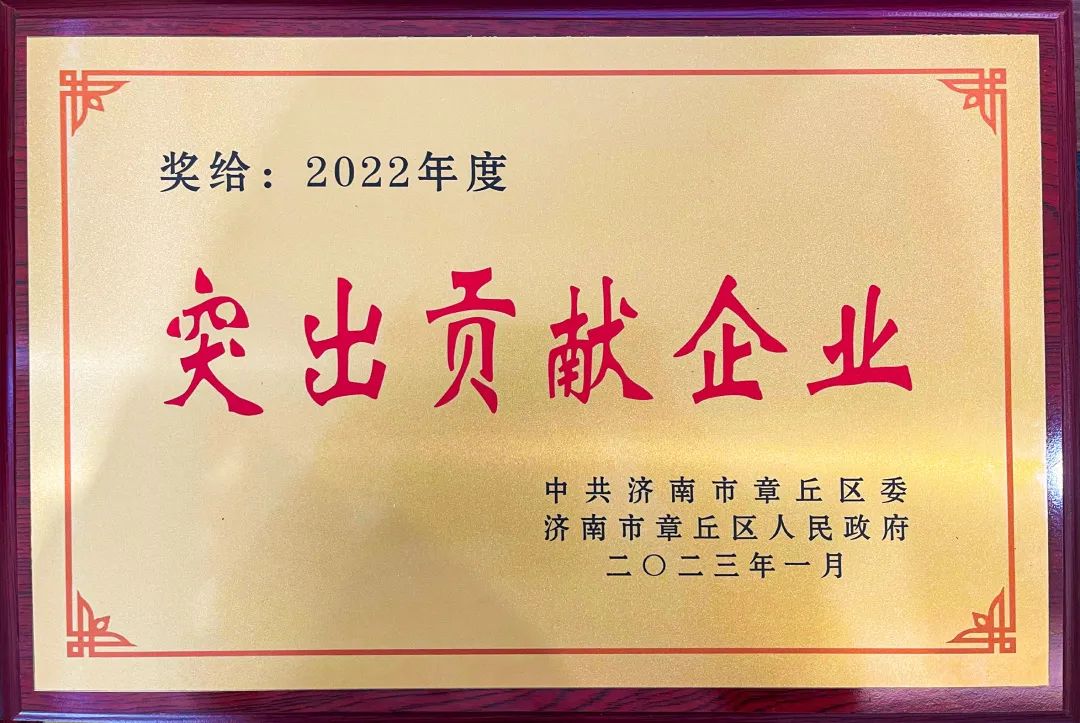 奖给：2022年度
突出贡献企业
中共济南市章丘区委
济南市章丘区人民政府
二〇二三年一月